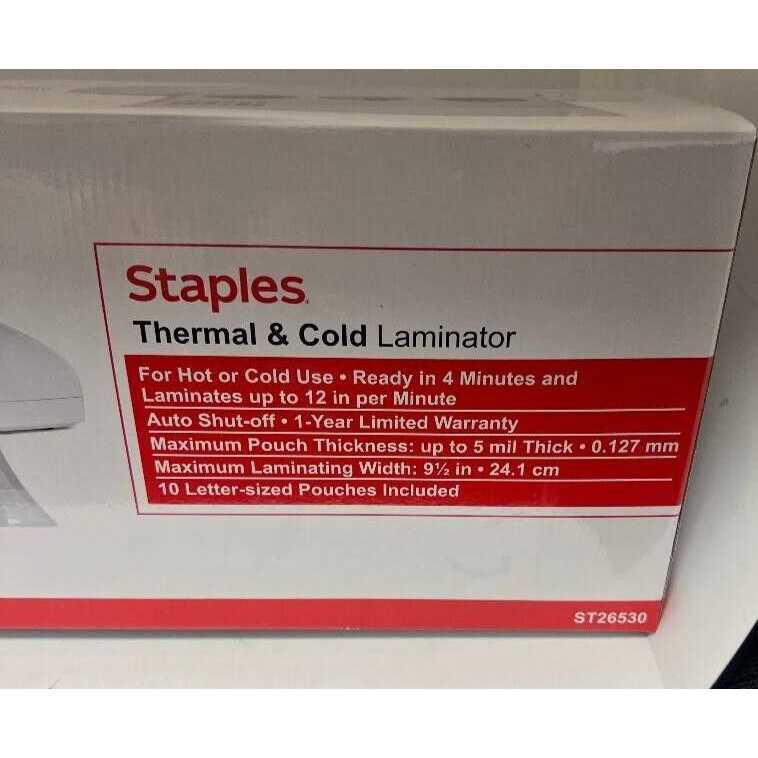 Staples.
Thermal & Cold Laminator
For Hot or Cold Use • Ready in 4 Minutes and
Laminates up to 12 in per Minute
Auto Shut-off • 1-Year Limited Warranty
Maximum Pouch Thickness: up to 5 mil Thick • 0.127 mm
Maximum Laminating Width: 9½ in • 24.1 cm
10 Letter-sized Pouches Included
ST26530